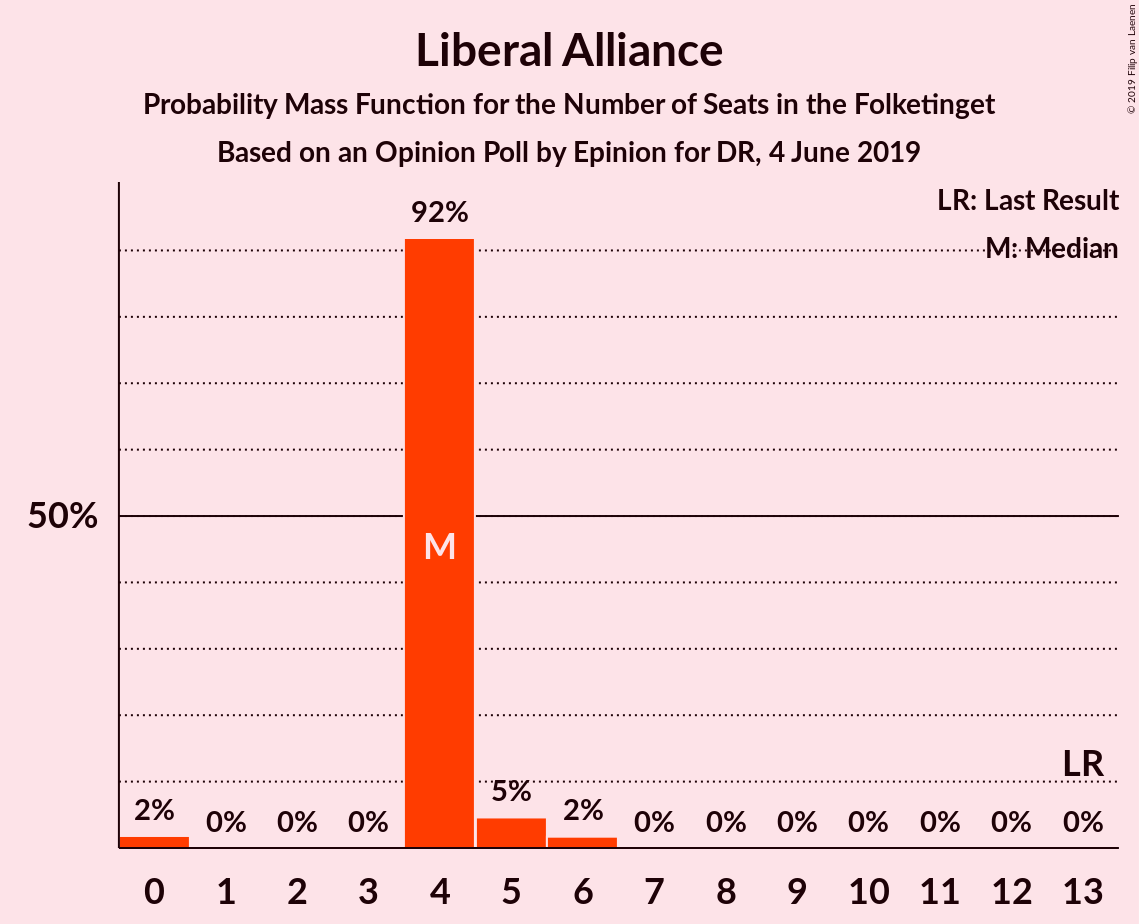 Liberal Alliance
Probability Mass Function for the Number of Seats in the Folketinget
Based on an Opinion Poll by Epinion for DR, 4 June 2019
© 2019 Filip van Laenen
LR: Last Result
M: Median
92%
50%
M
LR
2% 0% 0% 0% 5% 2% 0% 0% 0% 0% 0% 0% 0%
0 1 2 3 4 5 6 7 8 9 10 11 12 13